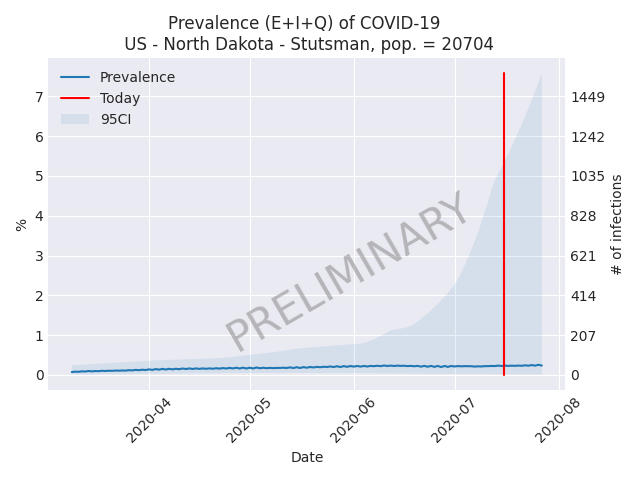 Prevalence (E+I+Q) of COVID-19
US - North Dakota - Stutsman, pop. = 20704
Prevalence
Today
95CI
7
6
5
4
3
2
1
0
%
1449
1242
1035
828
621
414
207
0
# of infections
PRELIMINARY
2020-04
2020-05
2020-06
2020-07
2020-08
Date